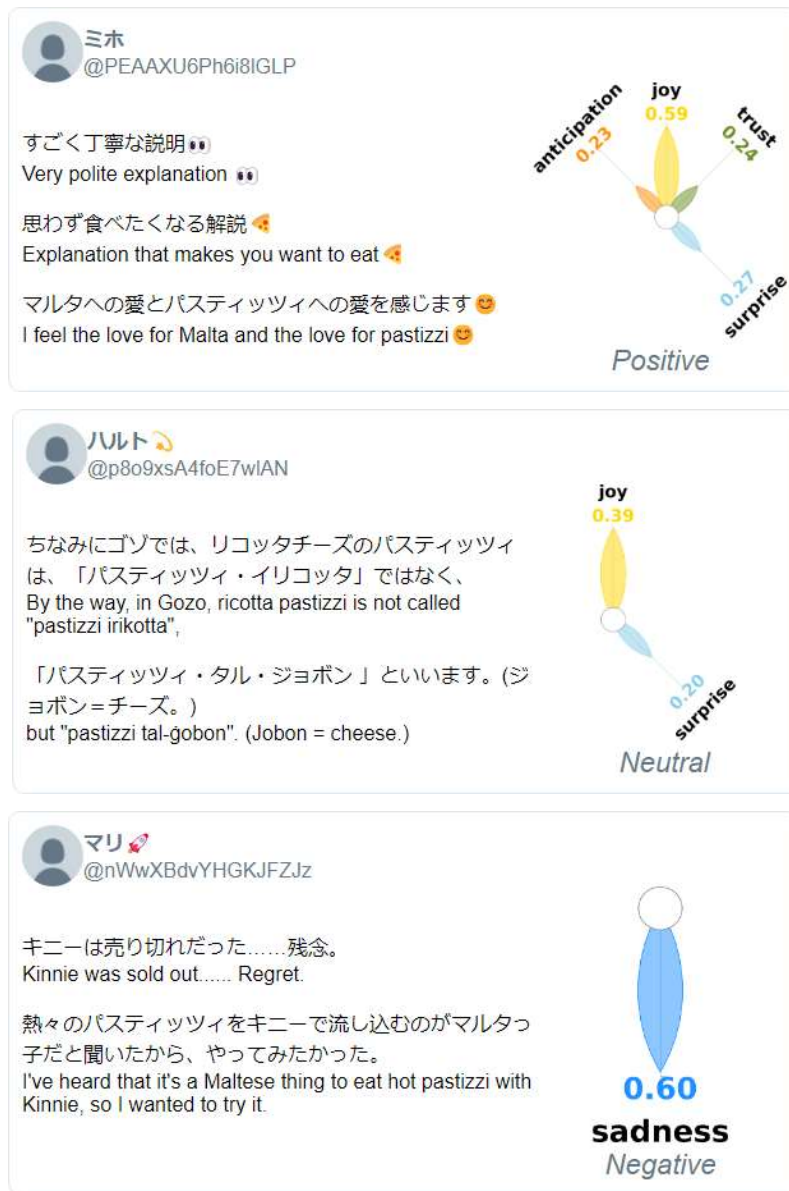 ミホ
@PEAAXU6Ph6i8lGLP
すごく丁寧な説明👀
Very polite explanation 👀
思わず食べたくなる解説🍕
Explanation that makes you want to eat 🍕
マルタへの愛とパスティッツィへの愛を感じます😊
I feel the love for Malta and the love for pastizzi 😊
anticipation
0.23
joy
0.59
trust
0.24
0.27
surprise
Positive
ハルト💫
@p8o9xsA4foE7wlAN
ちなみにゴゾでは、リコッタチーズのパスティッツィ
は、「パスティッツィ・イリコッタ」ではなく、
By the way, in Gozo, ricotta pastizzi is not called
"pastizzi irikotta",
「パスティッツィ・タル・ジョボン 」といいます。(ジ
ョボン＝チーズ。)
but "pastizzi tal-ġobon". (Jobon = cheese.)
joy
0.39
0.20
surprise
Neutral
マリ🚀
@nWwXBdvYHGKJFZJz
キニーは売り切れだった……残念。
Kinnie was sold out...... Regret.
熱々のパスティッツィをキニーで流し込むのがマルタっ
子だと聞いたから、やってみたかった。
I've heard that it's a Maltese thing to eat hot pastizzi with
Kinnie, so I wanted to try it.
0.60
sadness
Negative